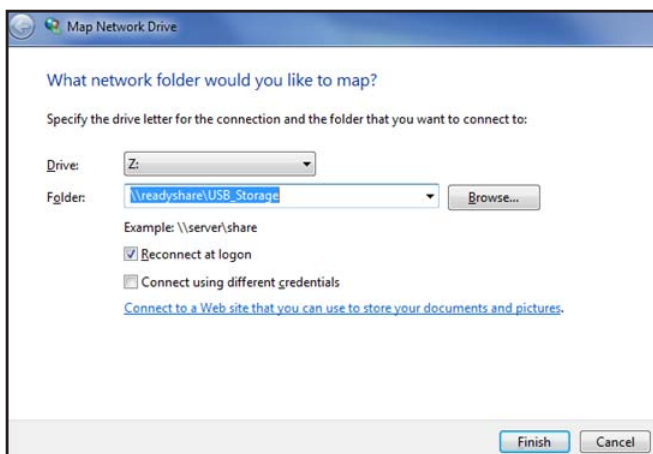 Map Network Drive
What network folder would you like to map?
Specify the drive letter for the connection and the folder that you want to connect to:
Drive: Z:
Folder: \\readyshare\USB_Storage Browse...
Example: \\server\share
Reconnect at logon
Connect using different credentials
Connect to a Web site that you can use to store your documents and pictures.
Finish Cancel